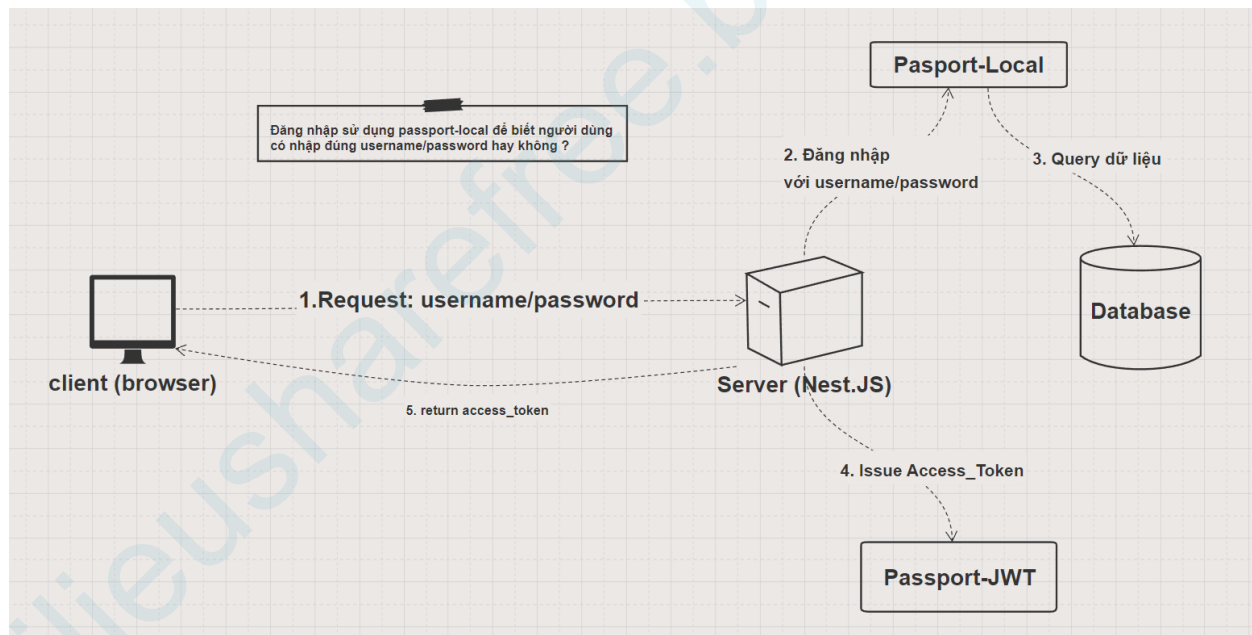 Pasport-Local
Đăng nhập sử dụng passport-local để biết người dùng
có nhập đúng username/password hay không ?
2. Đăng nhập
với username/password
3. Query dữ liệu
1.Request: username/password
Database
client (browser)
Server (Nest.JS)
5. return access_token
4. Issue Access_Token
Passport-JWT
ilieusharefree.b